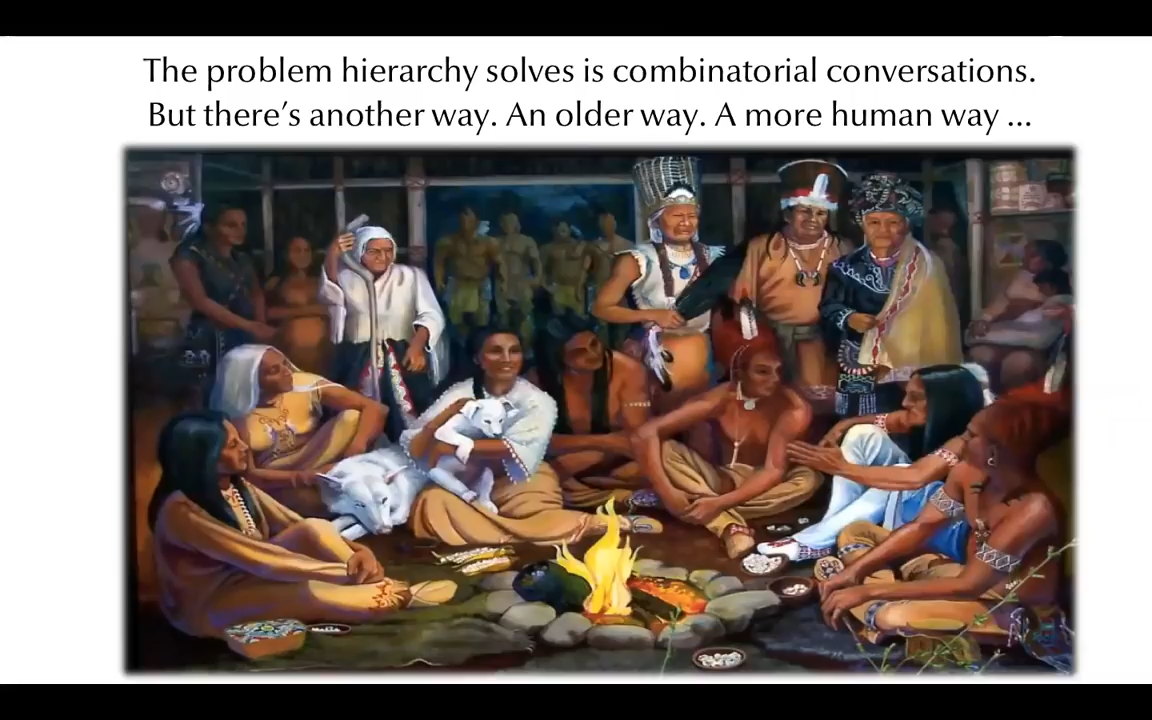 The problem hierarchy solves is combinatorial conversations.
But there's another way. An older way. A more human way ...